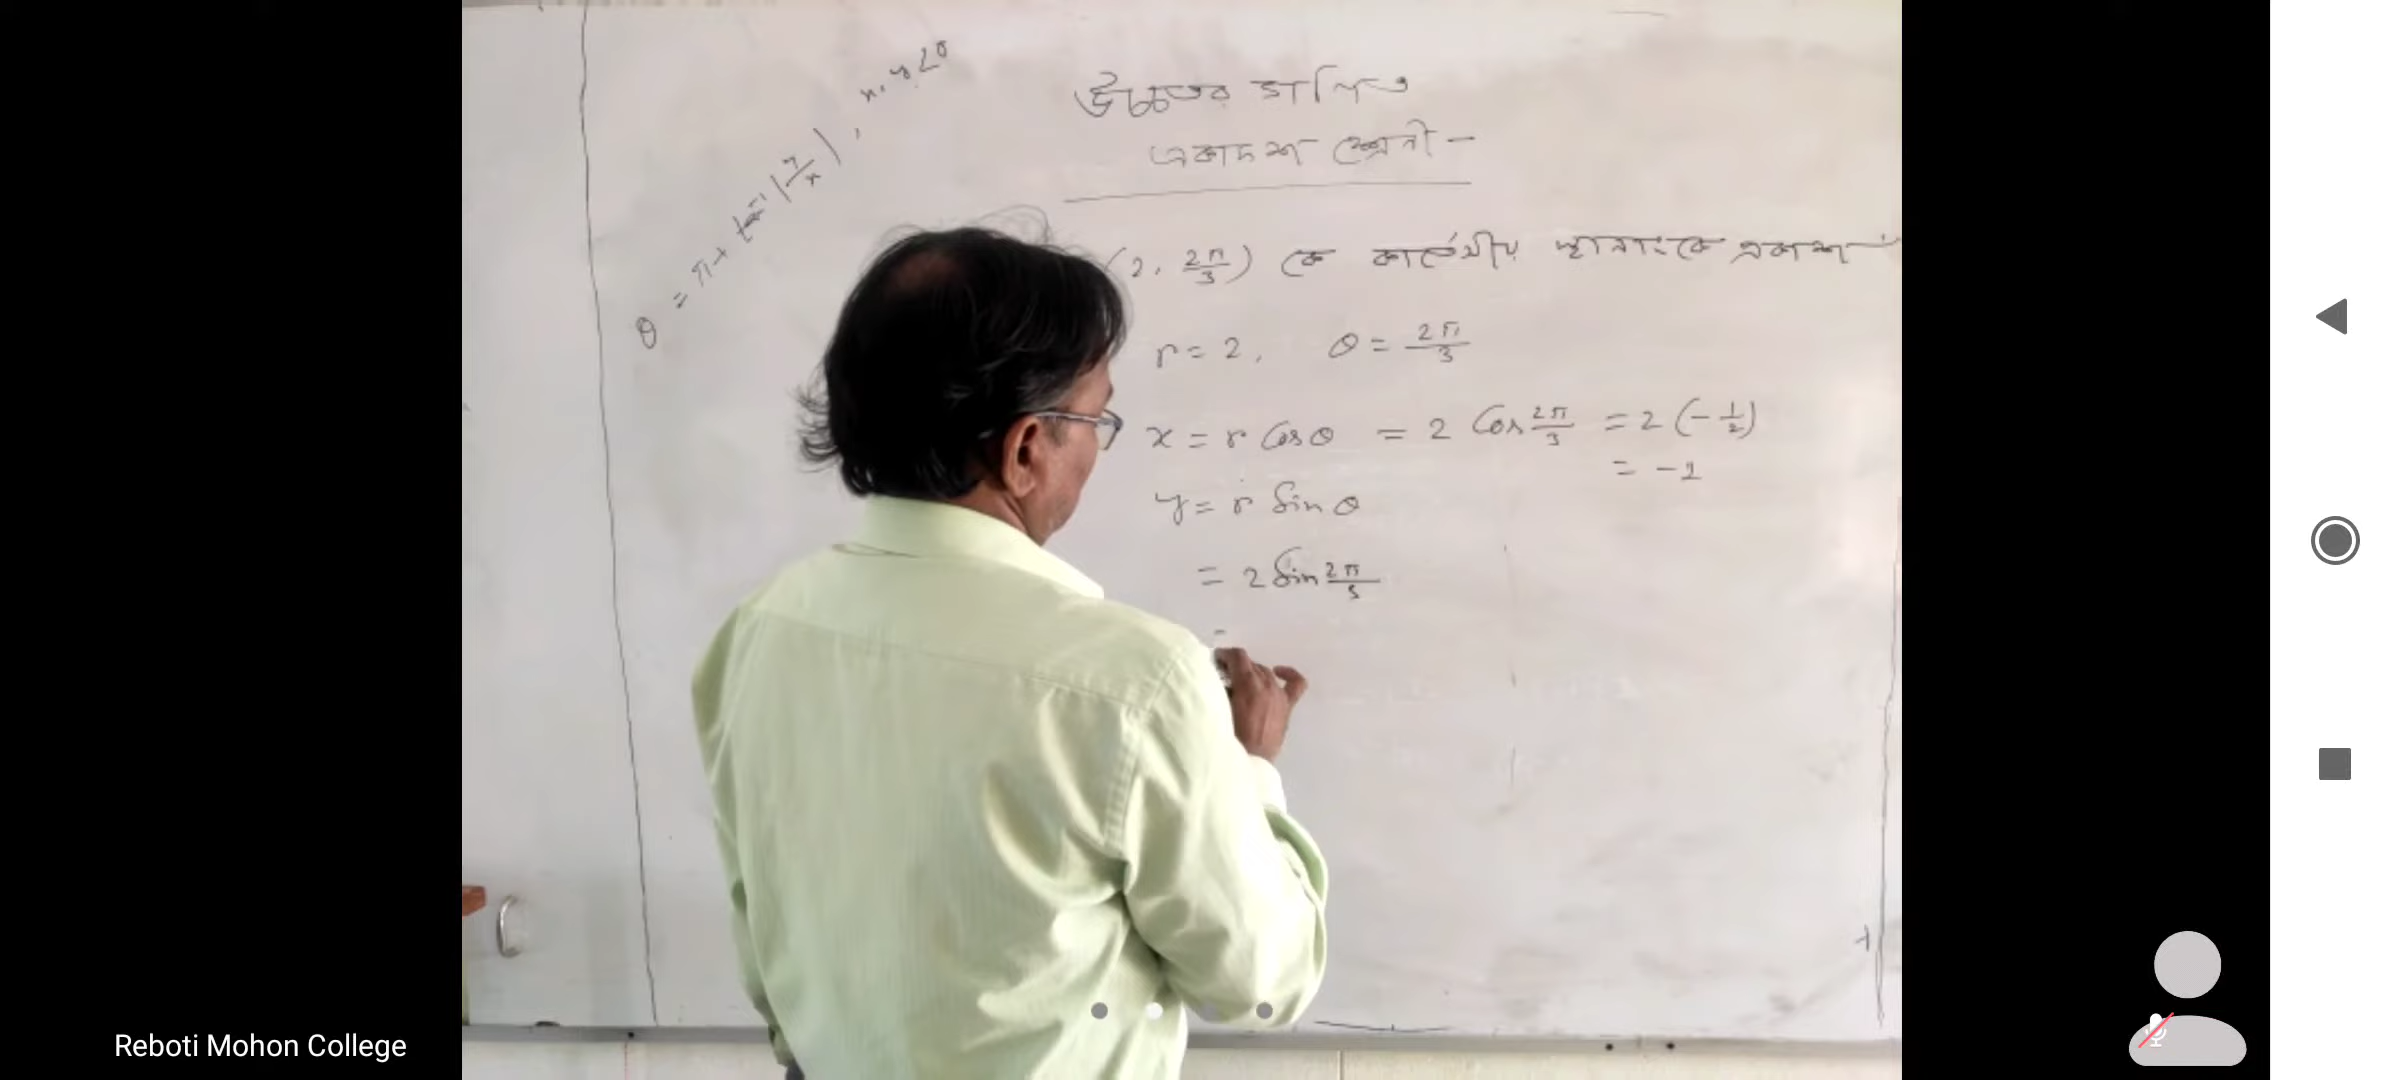 θ = π + tan⁻¹(y/x), x, y < 0
উচ্চতর গণিত
একাদশ শ্রেনী -
(2, 2π/3) কে কার্তেসীয় স্থানাংকে প্রকাশ
r = 2, θ = 2π/3
x = r Cosθ = 2 Cos 2π/3 = 2 (-1/2)
= -1
y = r Sinθ
= 2 Sin 2π/3
=
Reboti Mohon College